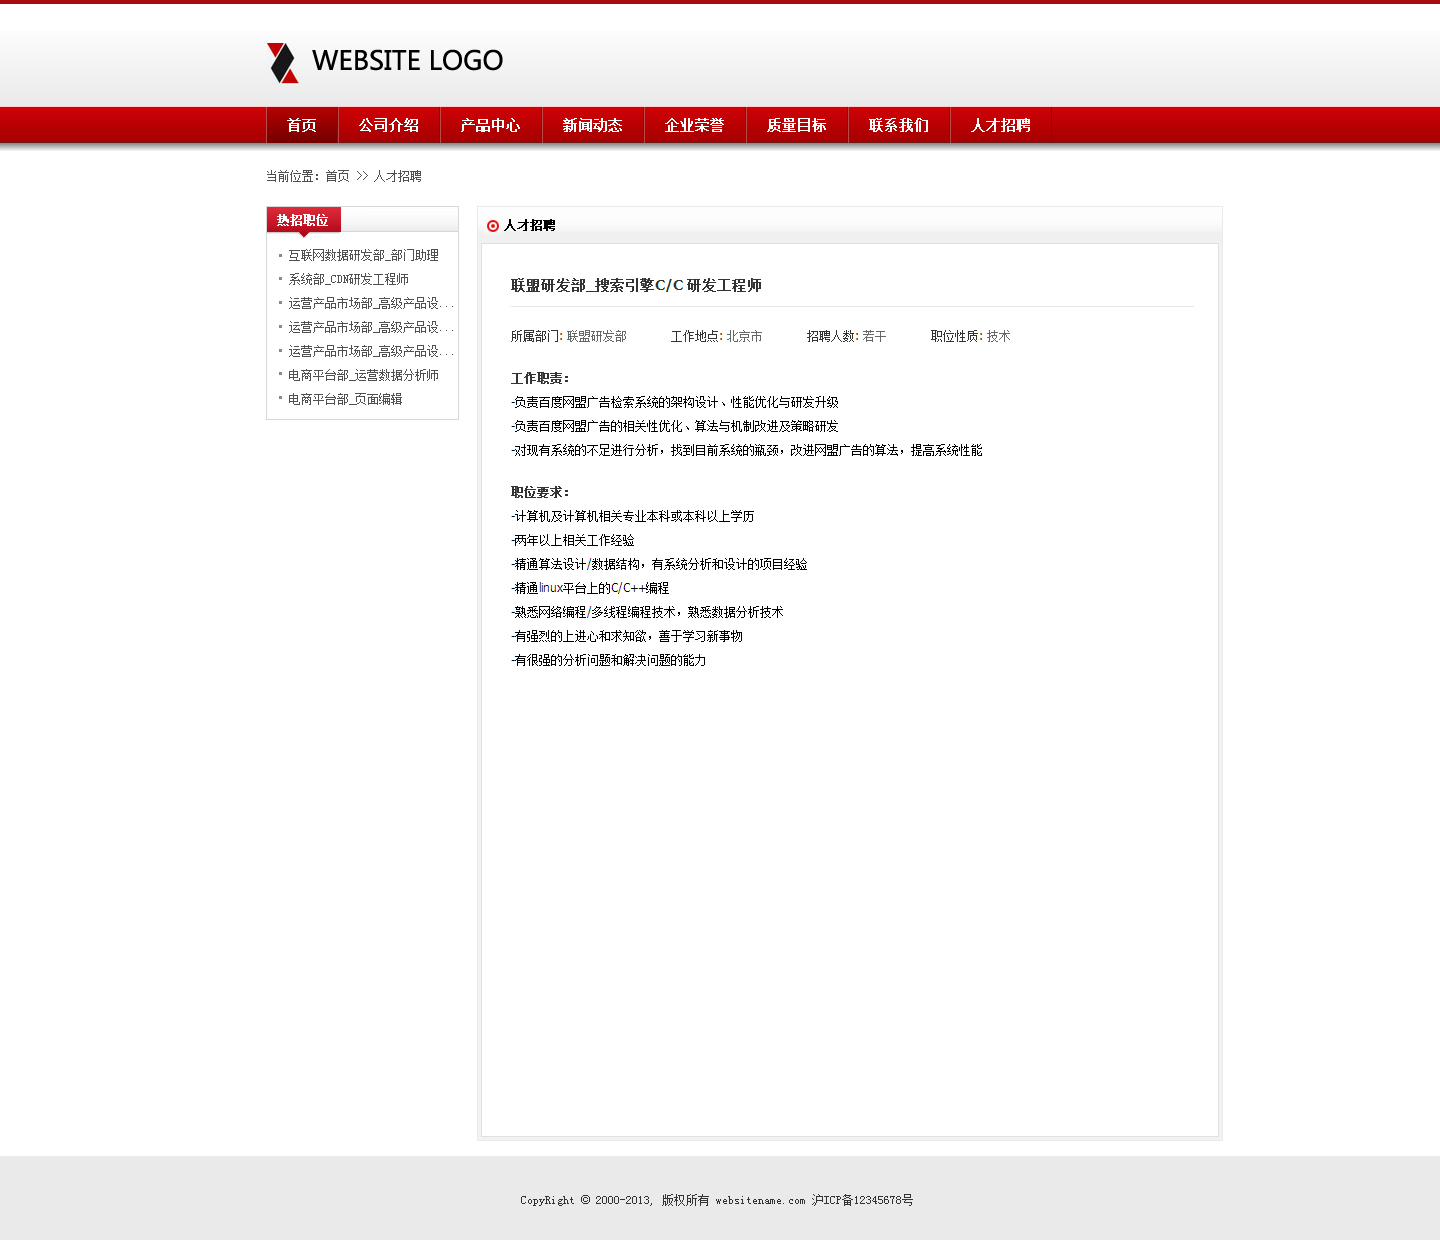 WEBSITE LOGO
首页 公司介绍 产品中心 新闻动态 企业荣誉 质量目标 联系我们 人才招聘
当前位置：首页 >> 人才招聘
热招职位
互联网数据研发部_部门助理
系统部_CDN研发工程师
运营产品市场部_高级产品设...
运营产品市场部_高级产品设...
运营产品市场部_高级产品设...
电商平台部_运营数据分析师
电商平台部_页面编辑
人才招聘
联盟研发部_搜索引擎C/C 研发工程师
所属部门: 联盟研发部 工作地点: 北京市 招聘人数: 若干 职位性质: 技术
工作职责：
-负责百度网盟广告检索系统的架构设计、性能优化与研发升级
-负责百度网盟广告的相关性优化、算法与机制改进及策略研发
-对现有系统的不足进行分析，找到目前系统的瓶颈，改进网盟广告的算法，提高系统性能
职位要求：
-计算机及计算机相关专业本科或本科以上学历
-两年以上相关工作经验
-精通算法设计/数据结构，有系统分析和设计的项目经验
-精通linux平台上的C/C++编程
-熟悉网络编程/多线程编程技术，熟悉数据分析技术
-有强烈的上进心和求知欲，善于学习新事物
-有很强的分析问题和解决问题的能力
CopyRight © 2000-2013, 版权所有 websitename.com 沪ICP备12345678号